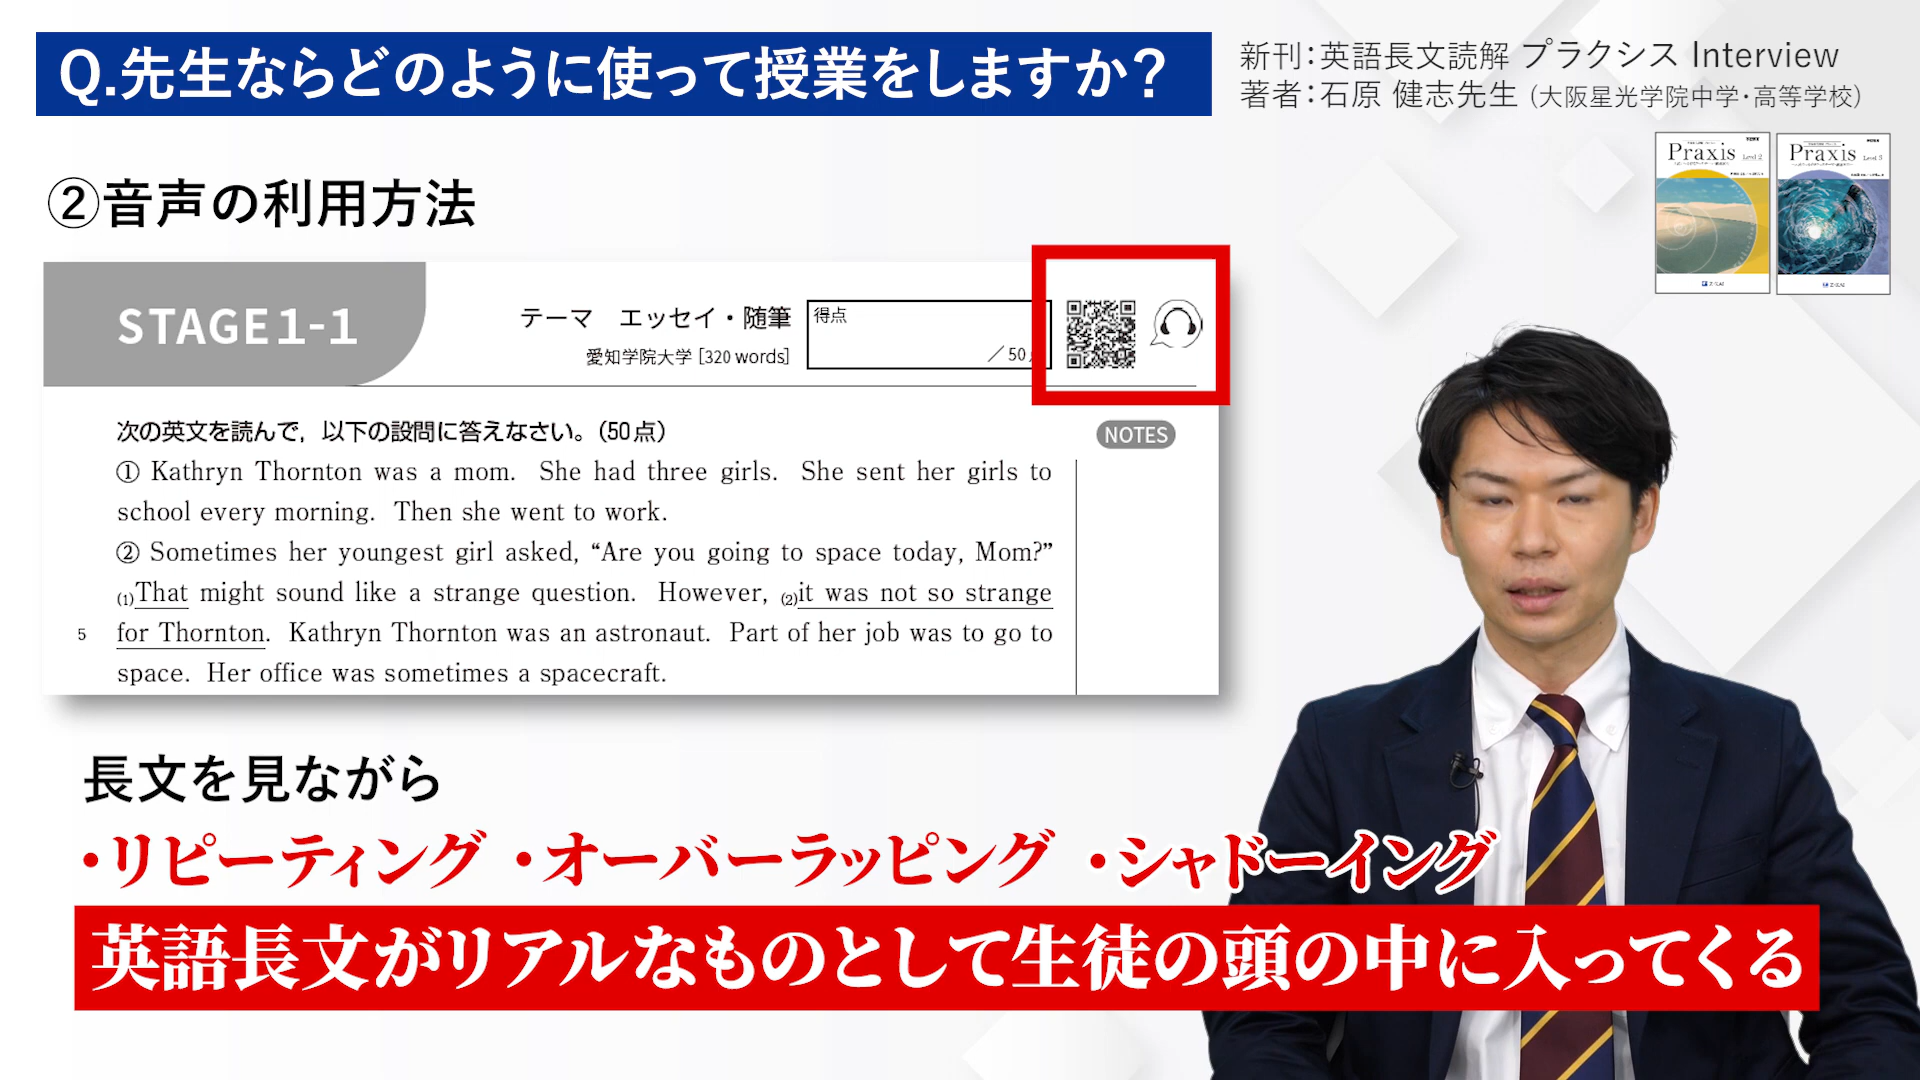 Q.先生ならどのように使って授業をしますか？
新刊：英語長文読解 プラクシス Interview
著者：石原 健志先生（大阪星光学院中学・高等学校）
Praxis Level 2
Praxis Level 3
②音声の利用方法
STAGE1-1
テーマ　エッセイ・随筆
愛知学院大学［320 words］
得点
／50
次の英文を読んで，以下の設問に答えなさい。（50点）
NOTES
① Kathryn Thornton was a mom. She had three girls. She sent her girls to
school every morning. Then she went to work.
② Sometimes her youngest girl asked, “Are you going to space today, Mom?”
(1)That might sound like a strange question. However, (2)it was not so strange
5 for Thornton. Kathryn Thornton was an astronaut. Part of her job was to go to
space. Her office was sometimes a spacecraft.
長文を見ながら
・リピーティング ・オーバーラッピング ・シャドーイング
英語長文がリアルなものとして生徒の頭の中に入ってくる